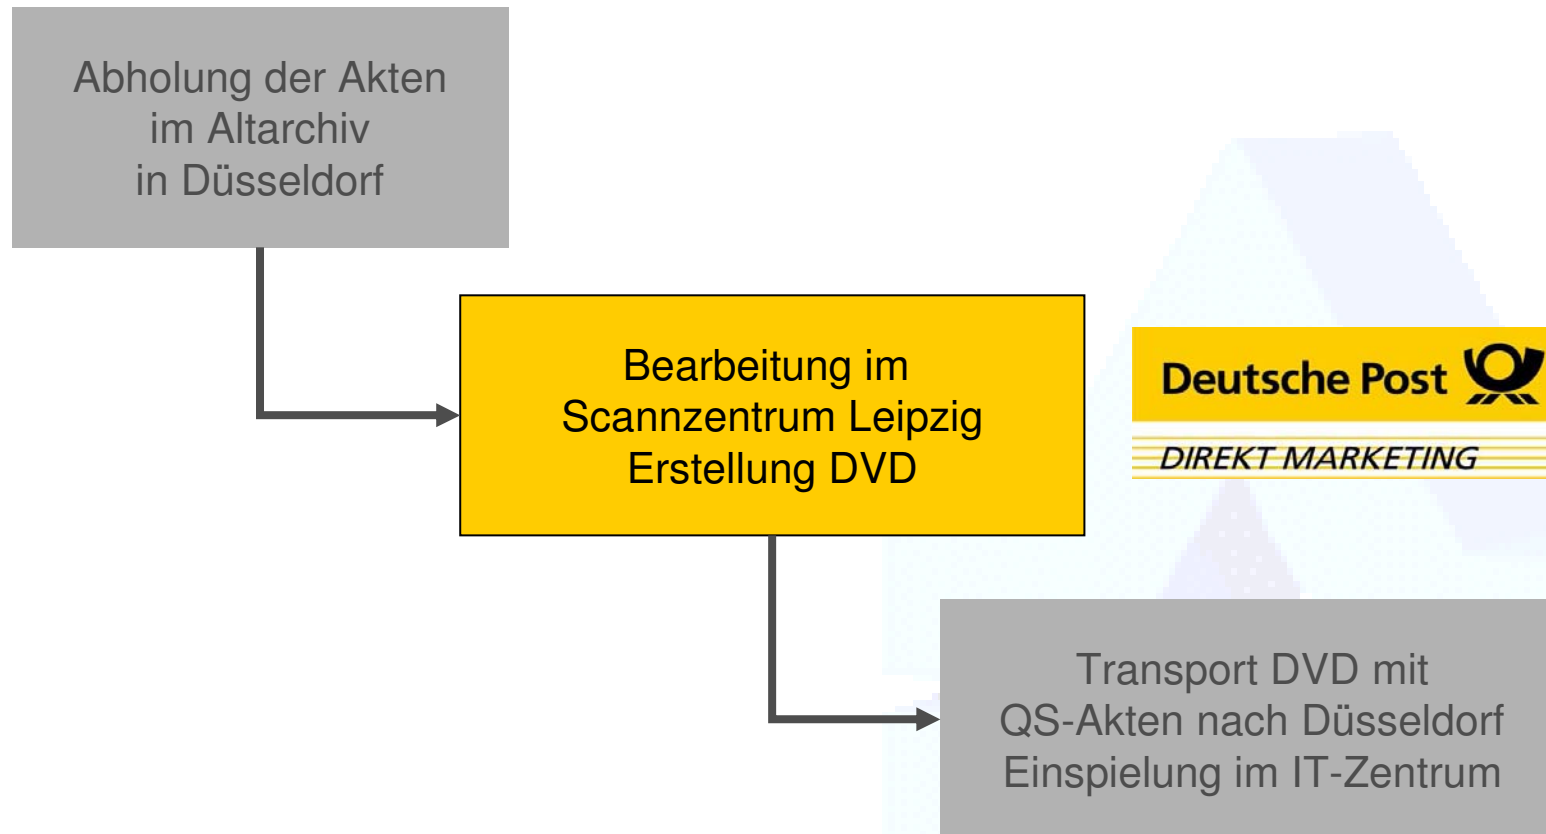 Abholung der Akten
im Altarchiv
in Düsseldorf
Bearbeitung im
Scannzentrum Leipzig
Erstellung DVD
Deutsche Post
DIREKT MARKETING
Transport DVD mit
QS-Akten nach Düsseldorf
Einspielung im IT-Zentrum